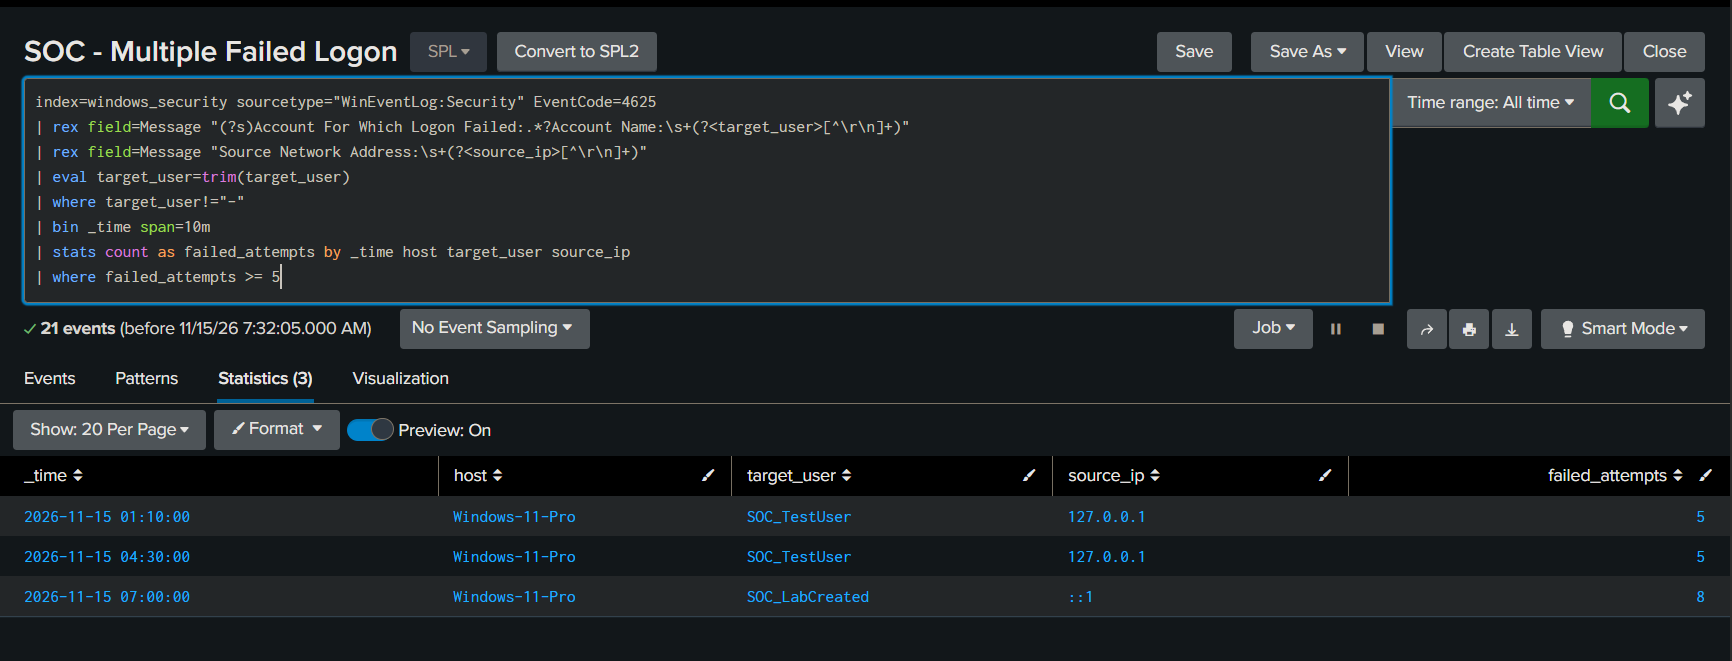 SOC - Multiple Failed Logon SPL Convert to SPL2 Save Save As View Create Table View Close
index=windows_security sourcetype="WinEventLog:Security" EventCode=4625
| rex field=Message "(?s)Account For Which Logon Failed:.*?Account Name:\s+(?<target_user>[^\r\n]+)"
| rex field=Message "Source Network Address:\s+(?<source_ip>[^\r\n]+)"
| eval target_user=trim(target_user)
| where target_user!="-"
| bin _time span=10m
| stats count as failed_attempts by _time host target_user source_ip
| where failed_attempts >= 5
Time range: All time
21 events (before 11/15/26 7:32:05.000 AM) No Event Sampling Job Smart Mode
Events Patterns Statistics (3) Visualization
Show: 20 Per Page Format Preview: On
_time host target_user source_ip failed_attempts
2026-11-15 01:10:00 Windows-11-Pro SOC_TestUser 127.0.0.1 5
2026-11-15 04:30:00 Windows-11-Pro SOC_TestUser 127.0.0.1 5
2026-11-15 07:00:00 Windows-11-Pro SOC_LabCreated ::1 8